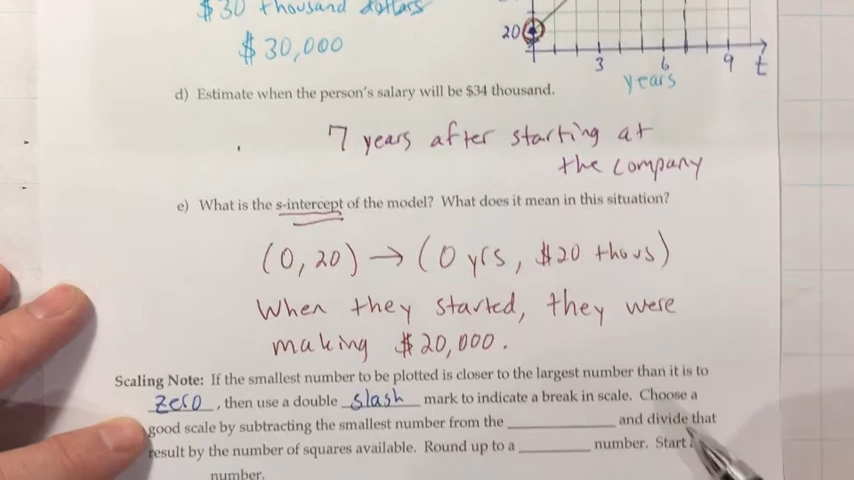 $30 thousand dollars
$30,000
20
3 6 9 t
years
d) Estimate when the person's salary will be $34 thousand.
7 years after starting at
the company
e) What is the s-intercept of the model? What does it mean in this situation?
(0, 20) → (0 yrs, $20 thous)
When they started, they were
making $20,000.
Scaling Note: If the smallest number to be plotted is closer to the largest number than it is to
zero, then use a double slash mark to indicate a break in scale. Choose a
good scale by subtracting the smallest number from the ____________ and divide that
result by the number of squares available. Round up to a ________ number. Start
number.